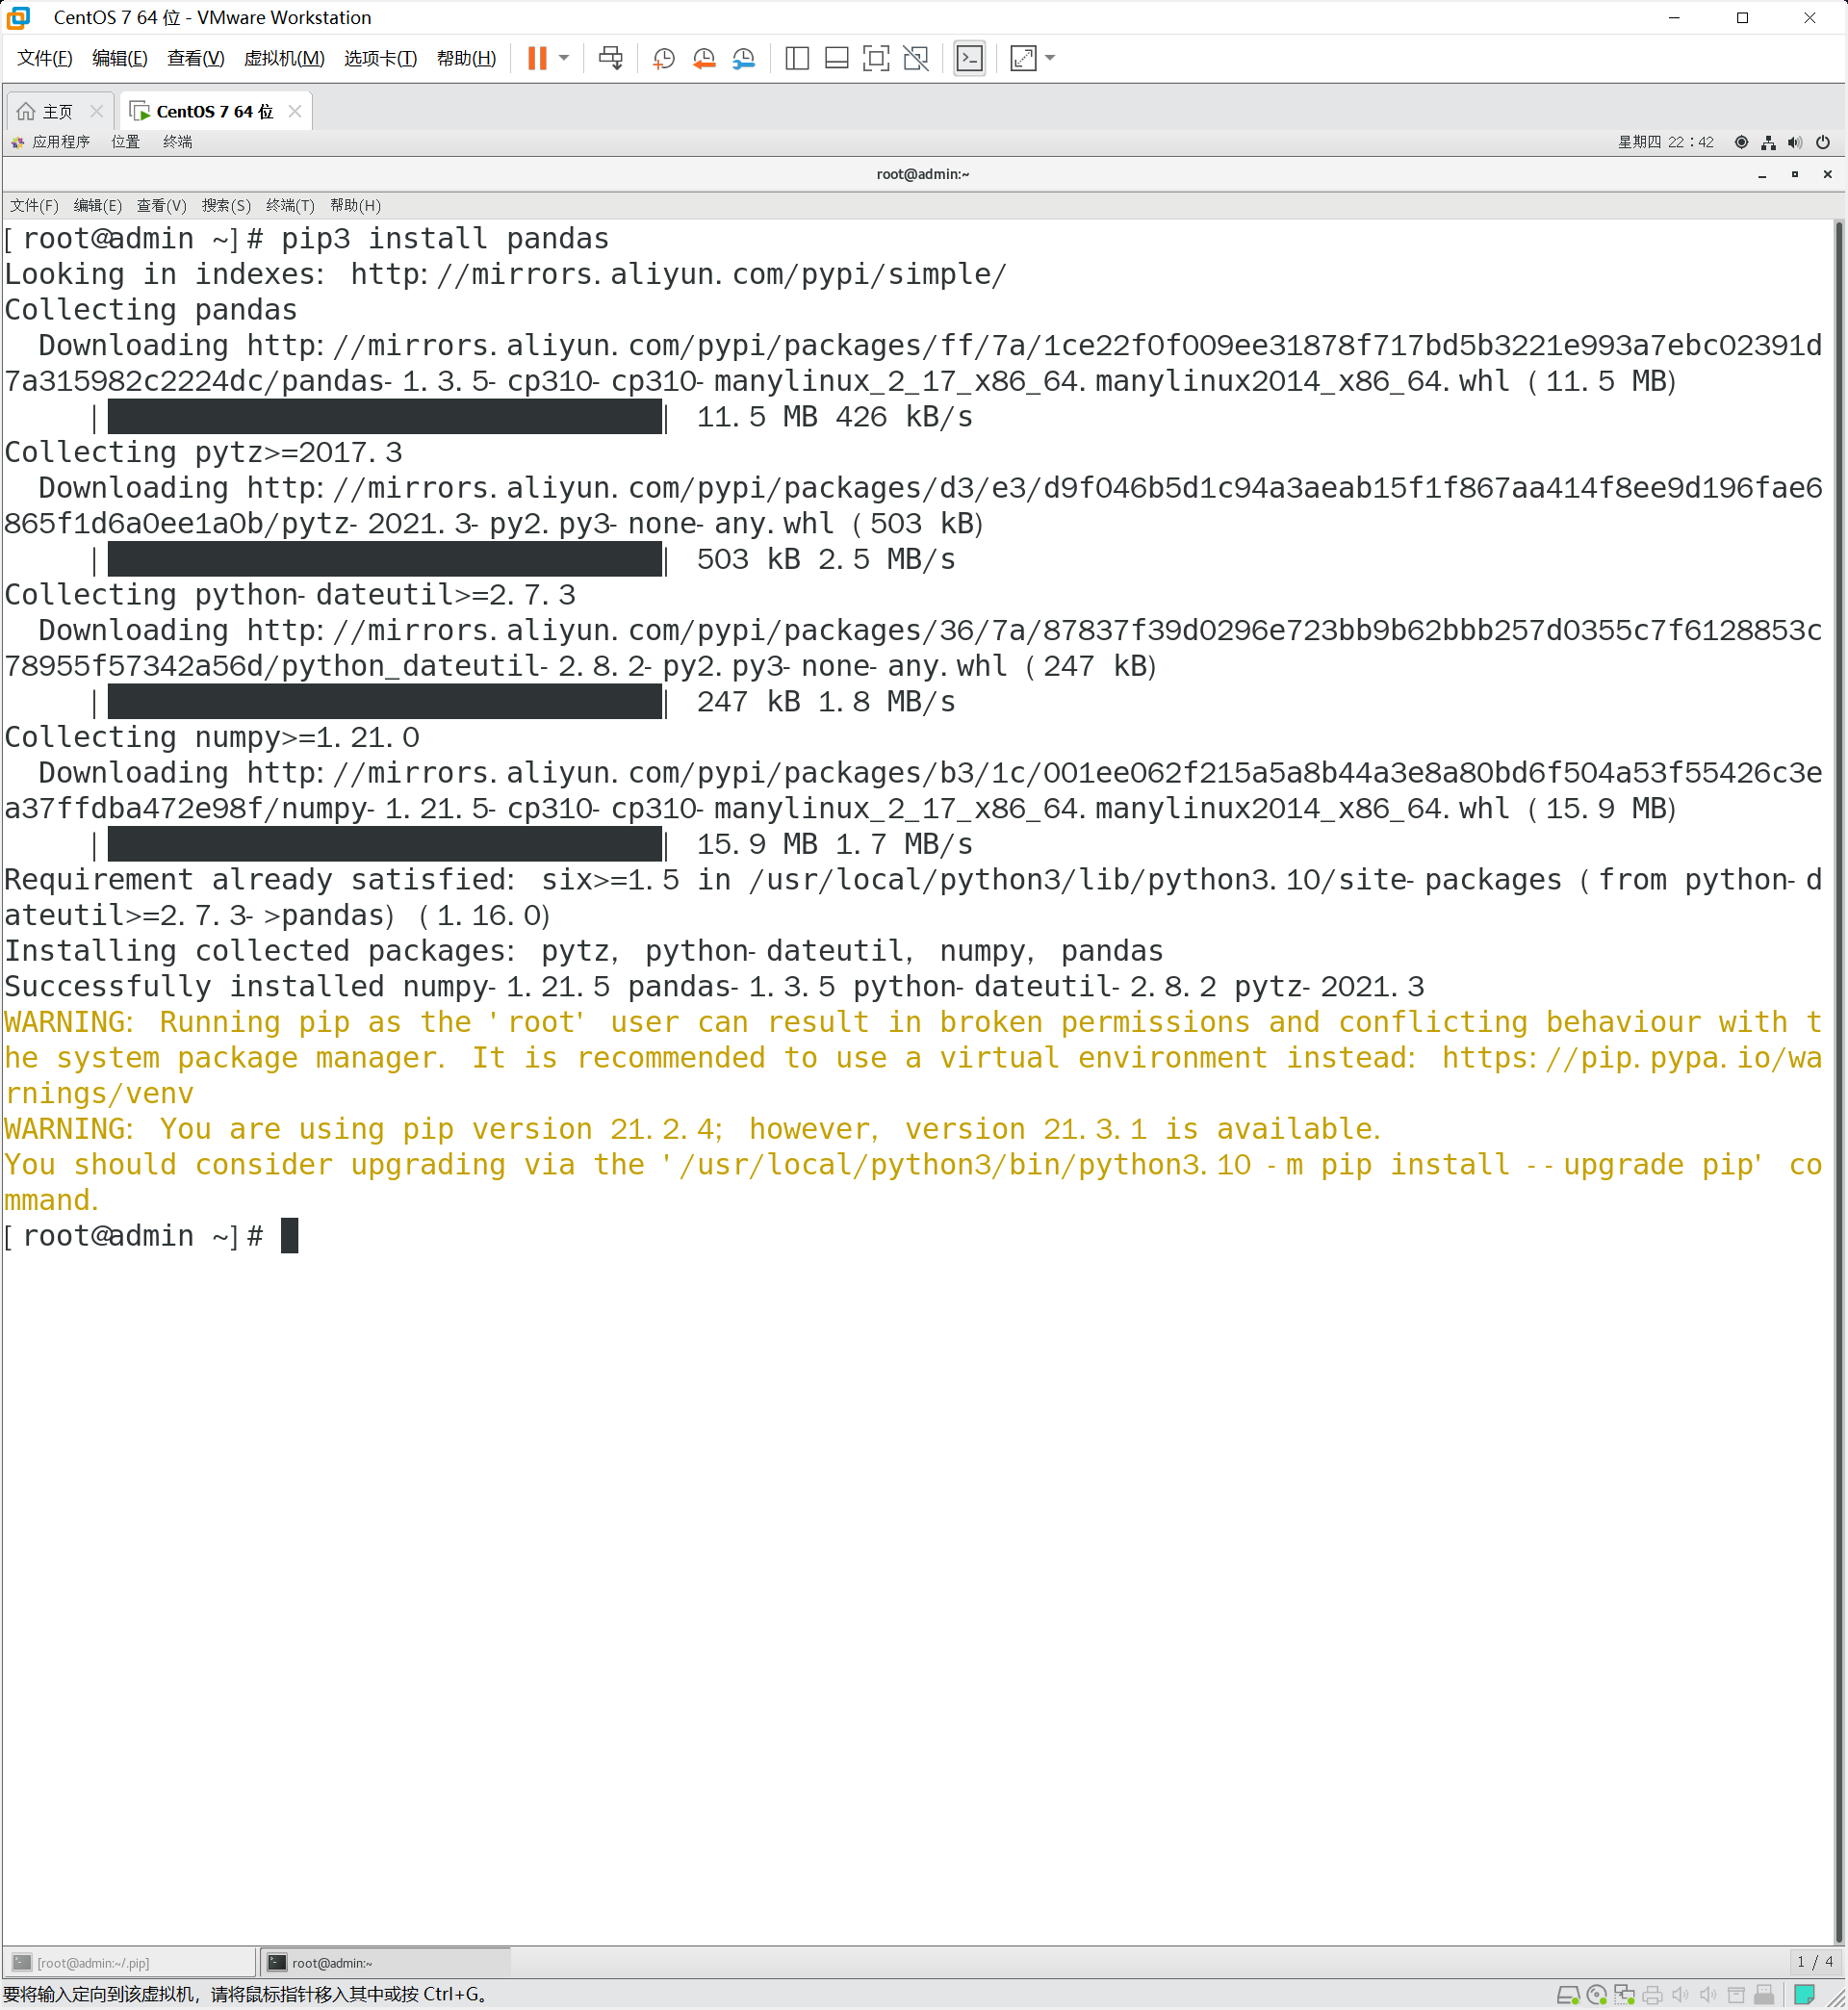 CentOS 7 64 位 - VMware Workstation
文件(F) 编辑(E) 查看(V) 虚拟机(M) 选项卡(T) 帮助(H)
主页 CentOS 7 64 位
应用程序 位置 终端 星期四 22：42
root@admin:~
文件(F) 编辑(E) 查看(V) 搜索(S) 终端(T) 帮助(H)
[root@admin ~]# pip3 install pandas
Looking in indexes: http://mirrors.aliyun.com/pypi/simple/
Collecting pandas
  Downloading http://mirrors.aliyun.com/pypi/packages/ff/7a/1ce22f0f009ee31878f717bd5b3221e993a7ebc02391d
7a315982c2224dc/pandas-1.3.5-cp310-cp310-manylinux_2_17_x86_64.manylinux2014_x86_64.whl (11.5 MB)
| | 11.5 MB 426 kB/s
Collecting pytz>=2017.3
  Downloading http://mirrors.aliyun.com/pypi/packages/d3/e3/d9f046b5d1c94a3aeab15f1f867aa414f8ee9d196fae6
865f1d6a0ee1a0b/pytz-2021.3-py2.py3-none-any.whl (503 kB)
| | 503 kB 2.5 MB/s
Collecting python-dateutil>=2.7.3
  Downloading http://mirrors.aliyun.com/pypi/packages/36/7a/87837f39d0296e723bb9b62bbb257d0355c7f6128853c
78955f57342a56d/python_dateutil-2.8.2-py2.py3-none-any.whl (247 kB)
| | 247 kB 1.8 MB/s
Collecting numpy>=1.21.0
  Downloading http://mirrors.aliyun.com/pypi/packages/b3/1c/001ee062f215a5a8b44a3e8a80bd6f504a53f55426c3e
a37ffdba472e98f/numpy-1.21.5-cp310-cp310-manylinux_2_17_x86_64.manylinux2014_x86_64.whl (15.9 MB)
| | 15.9 MB 1.7 MB/s
Requirement already satisfied: six>=1.5 in /usr/local/python3/lib/python3.10/site-packages (from python-d
ateutil>=2.7.3->pandas) (1.16.0)
Installing collected packages: pytz, python-dateutil, numpy, pandas
Successfully installed numpy-1.21.5 pandas-1.3.5 python-dateutil-2.8.2 pytz-2021.3
WARNING: Running pip as the 'root' user can result in broken permissions and conflicting behaviour with t
he system package manager. It is recommended to use a virtual environment instead: https://pip.pypa.io/wa
rnings/venv
WARNING: You are using pip version 21.2.4; however, version 21.3.1 is available.
You should consider upgrading via the '/usr/local/python3/bin/python3.10 -m pip install --upgrade pip' co
mmand.
[root@admin ~]#
[root@admin:~/.pip] root@admin:~ 1 / 4
要将输入定向到该虚拟机，请将鼠标指针移入其中或按 Ctrl+G。